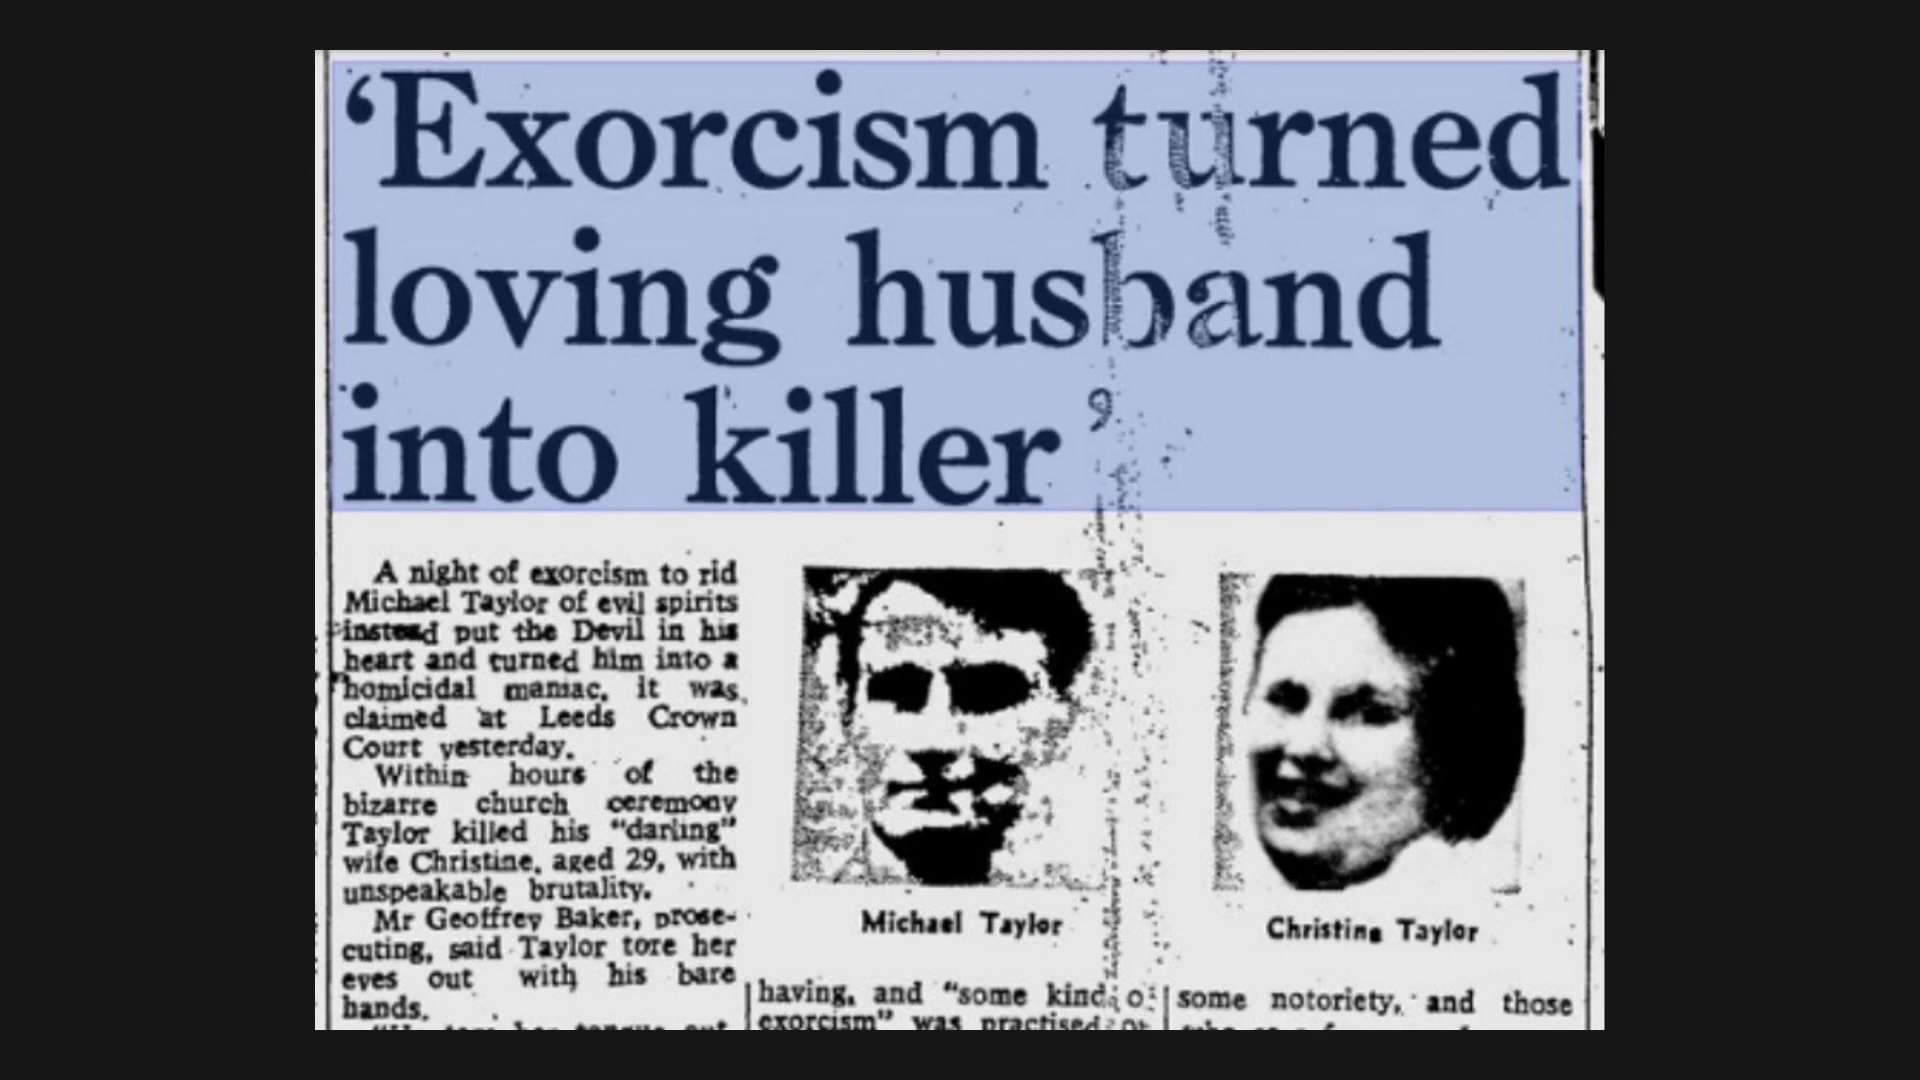 ‘Exorcism turned
loving husband
into killer’
A night of exorcism to rid
Michael Taylor of evil spirits
instead put the Devil in his
heart and turned him into a
homicidal maniac, it was
claimed at Leeds Crown
Court yesterday.
Within hours of the
bizarre church ceremony
Taylor killed his “darling”
wife Christine, aged 29, with
unspeakable brutality.
Mr Geoffrey Baker, prose-
cuting, said Taylor tore her
eyes out with his bare
hands.
Michael Taylor
Christine Taylor
having, and “some kind
exorcism” was practised
some notoriety, and those